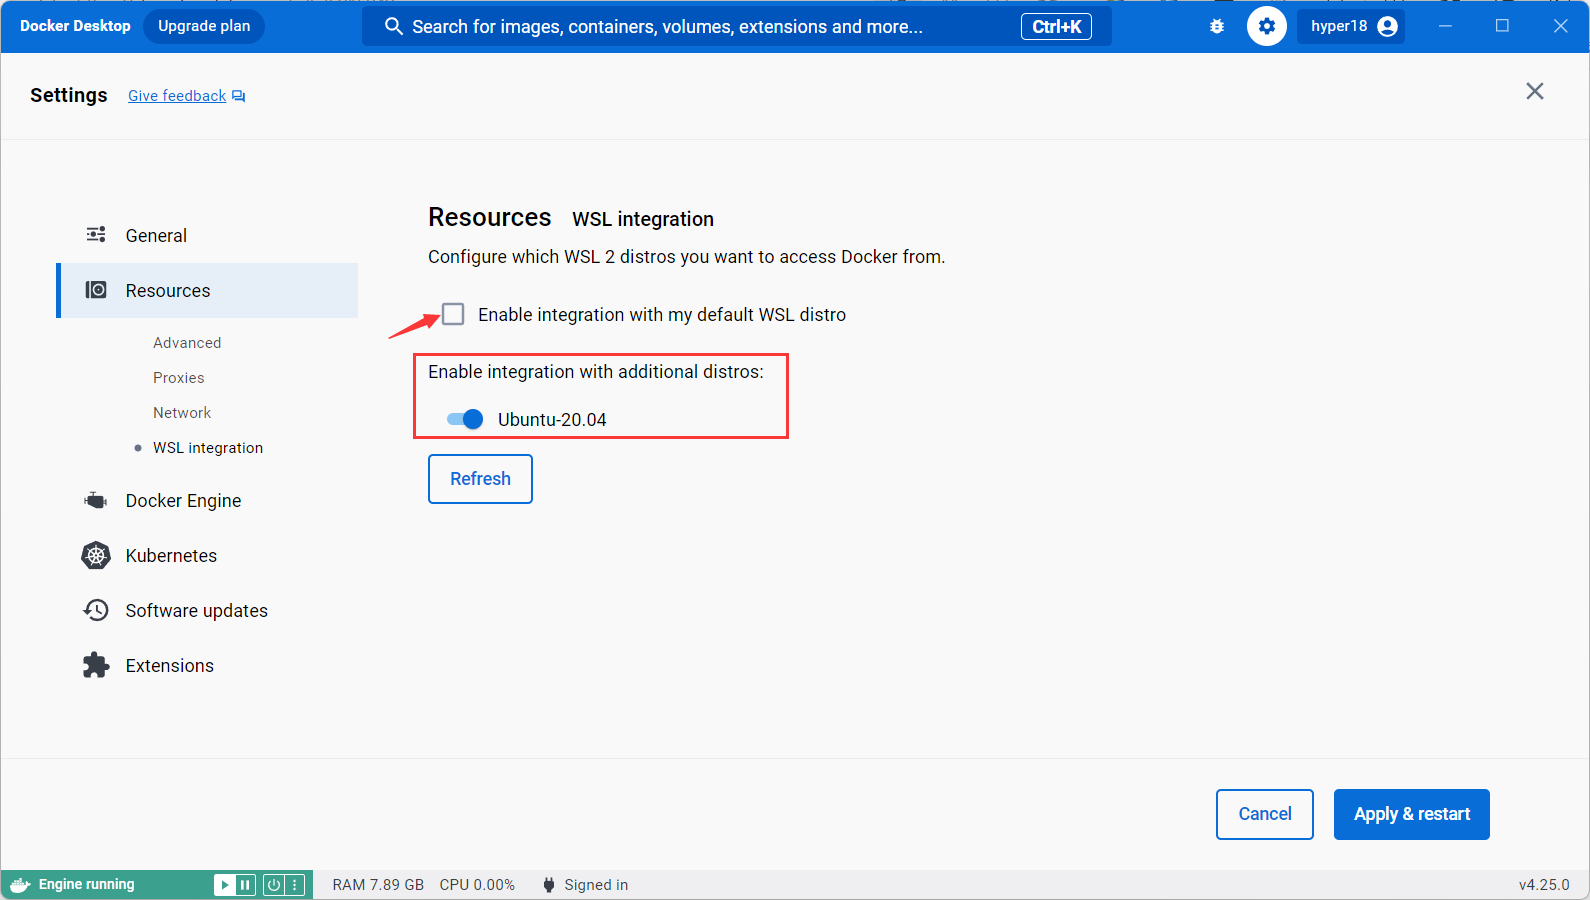 Docker Desktop Upgrade plan Search for images, containers, volumes, extensions and more... Ctrl+K hyper18
Settings Give feedback
General
Resources
Advanced
Proxies
Network
WSL integration
Docker Engine
Kubernetes
Software updates
Extensions
Resources WSL integration
Configure which WSL 2 distros you want to access Docker from.
Enable integration with my default WSL distro
Enable integration with additional distros:
Ubuntu-20.04
Refresh
Cancel Apply & restart
Engine running RAM 7.89 GB CPU 0.00% Signed in v4.25.0